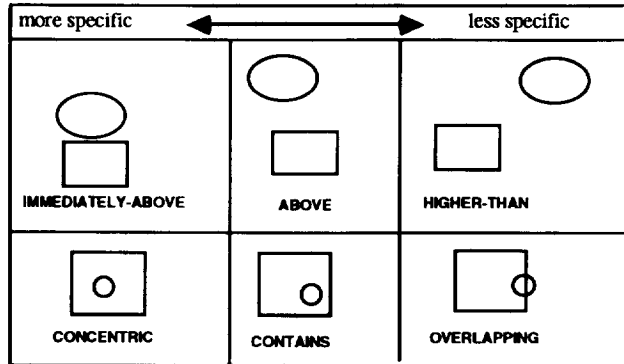 more specific less specific
IMMEDIATELY-ABOVE ABOVE HIGHER-THAN
CONCENTRIC CONTAINS OVERLAPPING